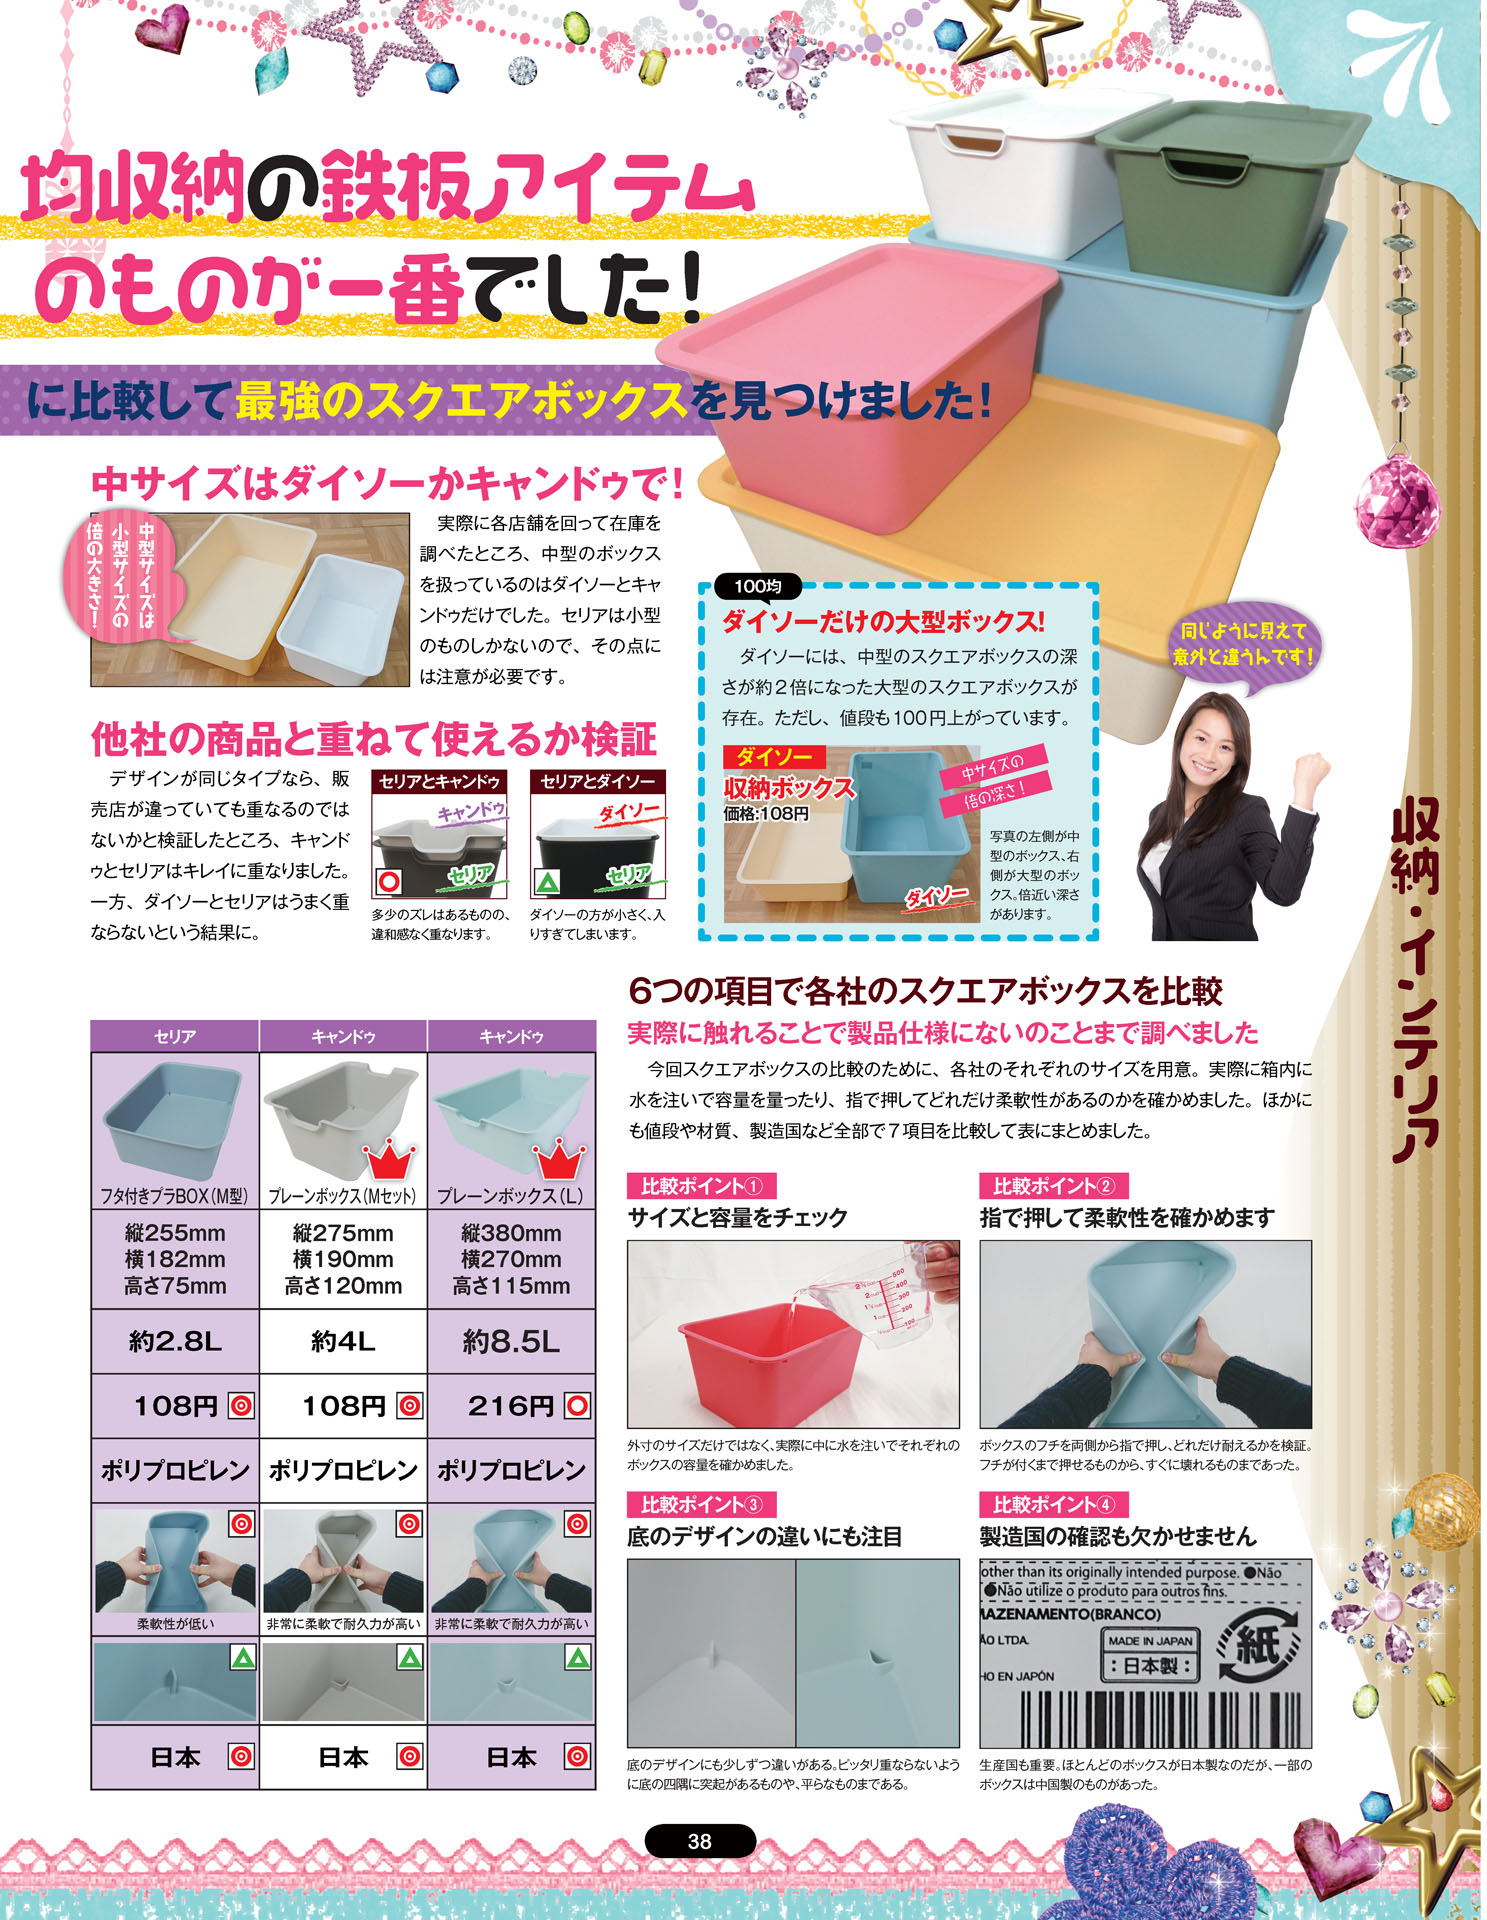 均収納の鉄板アイテム
のものが一番でした!
に比較して最強のスクエアボックスを見つけました!
中サイズはダイソーかキャンドゥで!
中型サイズは
小型サイズの
倍の大きさ!
実際に各店舗を回って在庫を
調べたところ、中型のボックス
を扱っているのはダイソーとキャ
ンドゥだけでした。セリアは小型
のものしかないので、その点に
は注意が必要です。
他社の商品と重ねて使えるか検証
デザインが同じタイプなら、販
売店が違っていても重なるのでは
ないかと検証したところ、キャンド
ゥとセリアはキレイに重なりました。
一方、ダイソーとセリアはうまく重
ならないという結果に。
セリアとキャンドゥ
キャンドゥ
セリア
多少のズレはあるものの、
違和感なく重なります。
セリアとダイソー
ダイソー
セリア
ダイソーの方が小さく、入
りすぎてしまいます。
100均
ダイソーだけの大型ボックス!
ダイソーには、中型のスクエアボックスの深
さが約2倍になった大型のスクエアボックスが
存在。ただし、値段も100円上がっています。
ダイソー
収納ボックス
価格:108円
中サイズの
倍の深さ!
ダイソー
写真の左側が中
型のボックス、右
側が大型のボッ
クス。倍近い深さ
があります。
同じように見えて
意外と違うんです!
収納・インテリア
セリア
キャンドゥ
キャンドゥ
フタ付きプラBOX(M型)
プレーンボックス(Mセット)
プレーンボックス(L)
縦255mm
横182mm
高さ75mm
縦275mm
横190mm
高さ120mm
縦380mm
横270mm
高さ115mm
約2.8L
約4L
約8.5L
108円◎
108円◎
216円○
ポリプロピレン
ポリプロピレン
ポリプロピレン
柔軟性が低い
非常に柔軟で耐久力が高い
非常に柔軟で耐久力が高い
日本◎
日本◎
日本◎
6つの項目で各社のスクエアボックスを比較
実際に触れることで製品仕様にないのことまで調べました
今回スクエアボックスの比較のために、各社のそれぞれのサイズを用意。実際に箱内に
水を注いで容量を量ったり、指で押してどれだけ柔軟性があるのかを確かめました。ほかに
も値段や材質、製造国など全部で7項目を比較して表にまとめました。
比較ポイント①
サイズと容量をチェック
500
400
300
200
100
外寸のサイズだけではなく、実際に中に水を注いでそれぞれの
ボックスの容量を確かめました。
比較ポイント②
指で押して柔軟性を確かめます
ボックスのフチを両側から指で押し、どれだけ耐えるかを検証。
フチが付くまで押せるものから、すぐに壊れるものまであった。
比較ポイント③
底のデザインの違いにも注目
底のデザインにも少しずつ違いがある。ピッタリ重ならないよう
に底の四隅に突起があるものや、平らなものまである。
比較ポイント④
製造国の確認も欠かせません
other than its originally intended purpose. ●Não
●Não utilize o produto para outros fins.
MAZENAMENTO(BRANCO)
ÃO LTDA.
HO EN JAPÓN
MADE IN JAPAN
:日本製:
紙
生産国も重要。ほとんどのボックスが日本製なのだが、一部の
ボックスは中国製のものがあった。
38